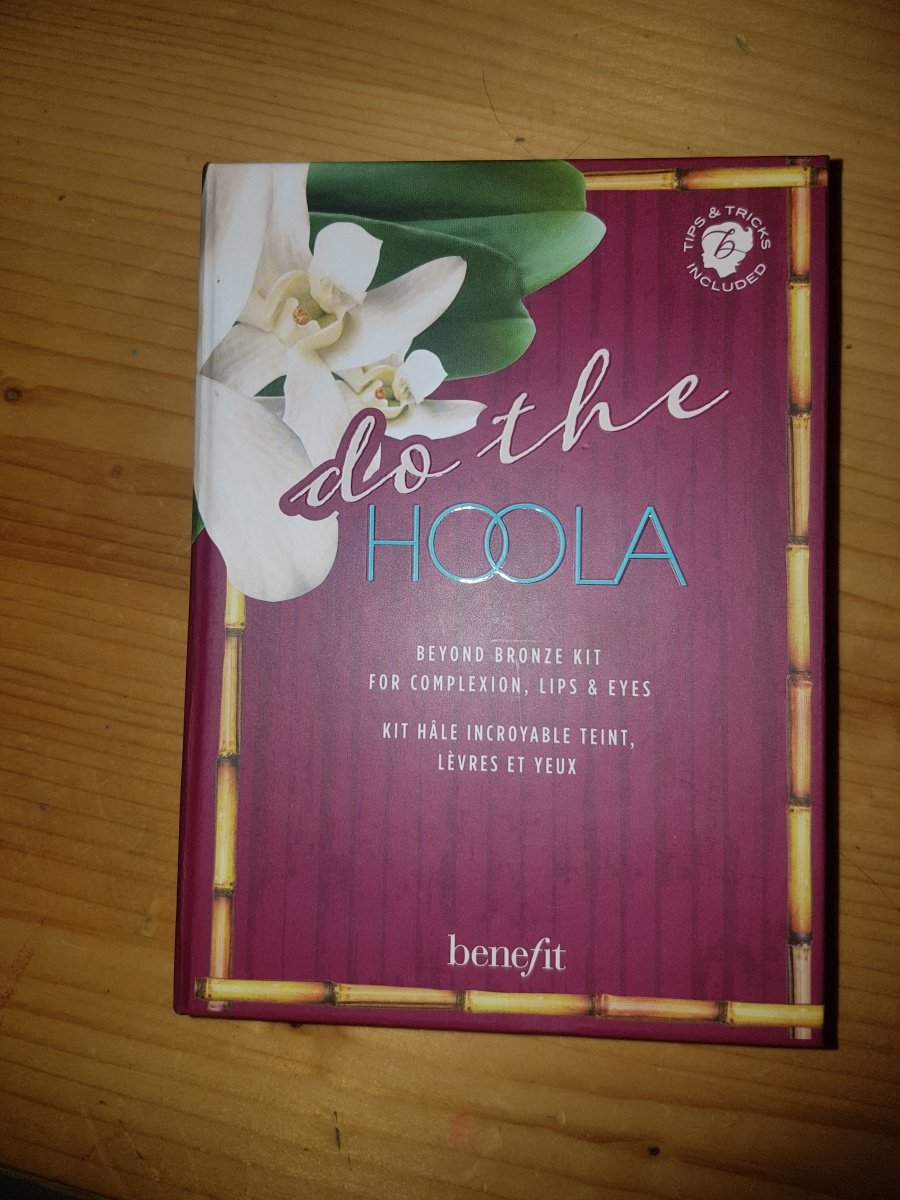 TIPS & TRICKS
b
INCLUDED
do the
HOOLA
BEYOND BRONZE KIT
FOR COMPLEXION, LIPS & EYES
KIT HÂLE INCROYABLE TEINT,
LÈVRES ET YEUX
benefit